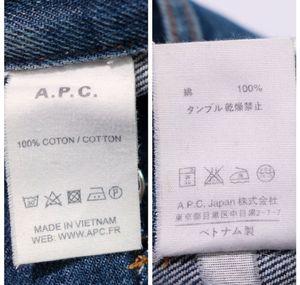 A.P.C.
100% COTON / COTTON
MADE IN VIETNAM
WEB: WWW.APC.FR
綿 100%
タンブル乾燥禁止
A.P.C. Japan 株式会社
東京都目黒区中目黒2-7-7
ベトナム製